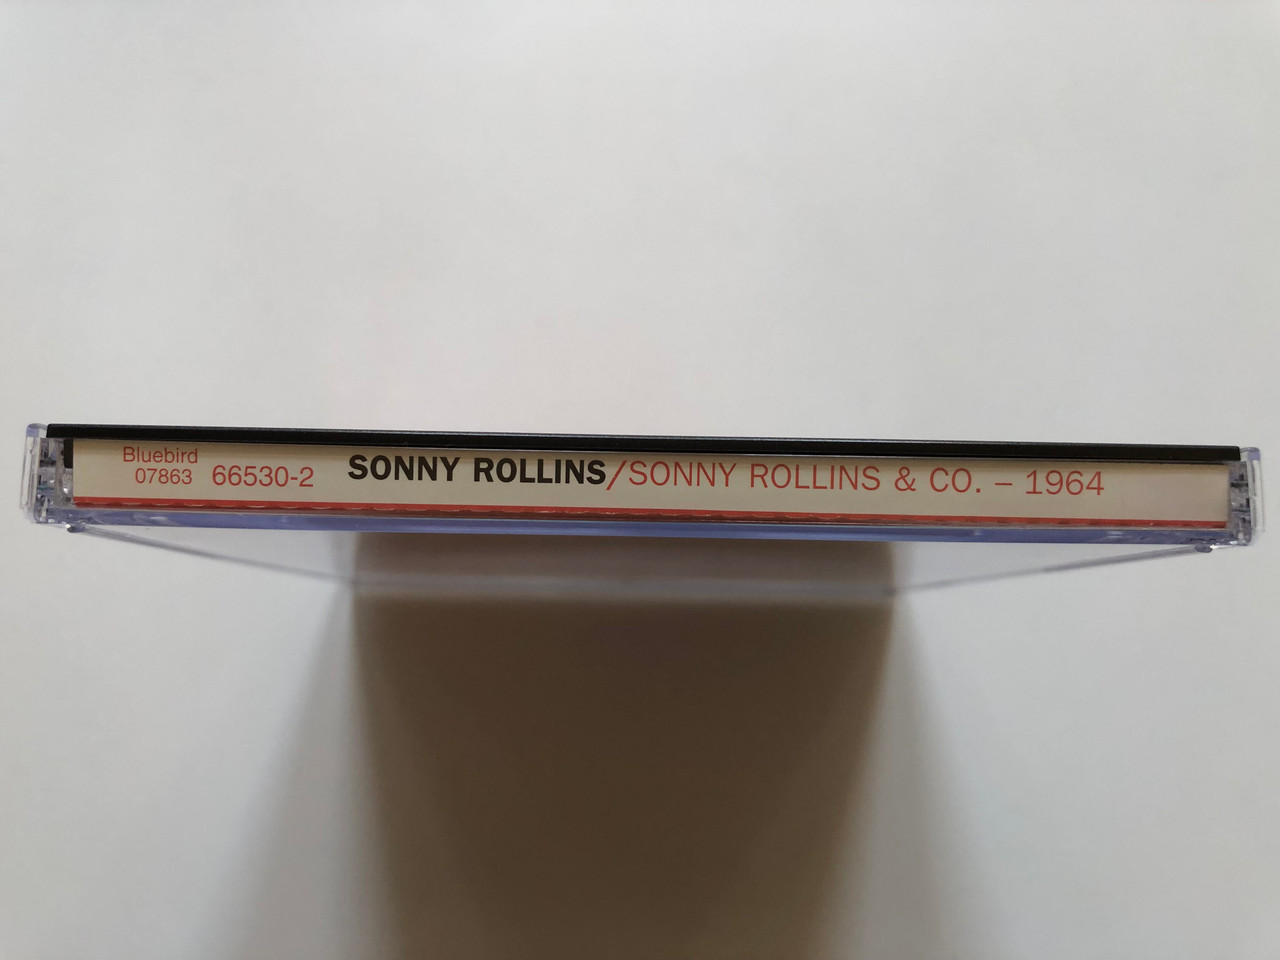 Bluebird
07863 66530-2 SONNY ROLLINS/SONNY ROLLINS & CO. – 1964